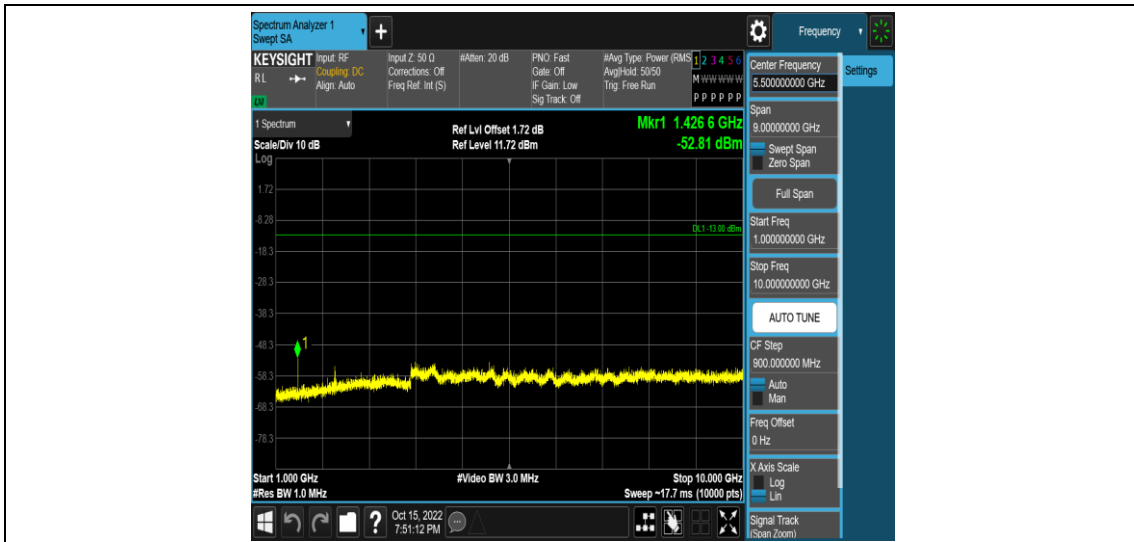 Spectrum Analyzer 1
Swept SA
+
Frequency
KEYSIGHT
RL
LM
Input: RF
Coupling: DC
Align: Auto
Input Z: 50 Ω
Corrections: Off
Freq Ref: Int (S)
#Atten: 20 dB
PNO: Fast
Gate: Off
IF Gain: Low
Sig Track: Off
#Avg Type: Power (RMS
Avg|Hold: 50/50
Trig: Free Run
1 2 3 4 5 6
M W W W W W
P P P P P P
Center Frequency
5.500000000 GHz
Settings
Span
9.00000000 GHz
Swept Span
Zero Span
Full Span
Start Freq
1.000000000 GHz
Stop Freq
10.000000000 GHz
AUTO TUNE
CF Step
900.000000 MHz
Auto
Man
Freq Offset
0 Hz
X Axis Scale
Log
Lin
Signal Track
(Span Zoom)
1 Spectrum
Scale/Div 10 dB
Ref Lvl Offset 1.72 dB
Ref Level 11.72 dBm
Mkr1 1.426 6 GHz
-52.81 dBm
Log
1.72
-8.28
DL1 -13.00 dBm
-18.3
-28.3
-38.3
-48.3
1
-58.3
-68.3
-78.3
Start 1.000 GHz
#Res BW 1.0 MHz
#Video BW 3.0 MHz
Stop 10.000 GHz
Sweep ~17.7 ms (10000 pts)
?
Oct 15, 2022
7:51:12 PM